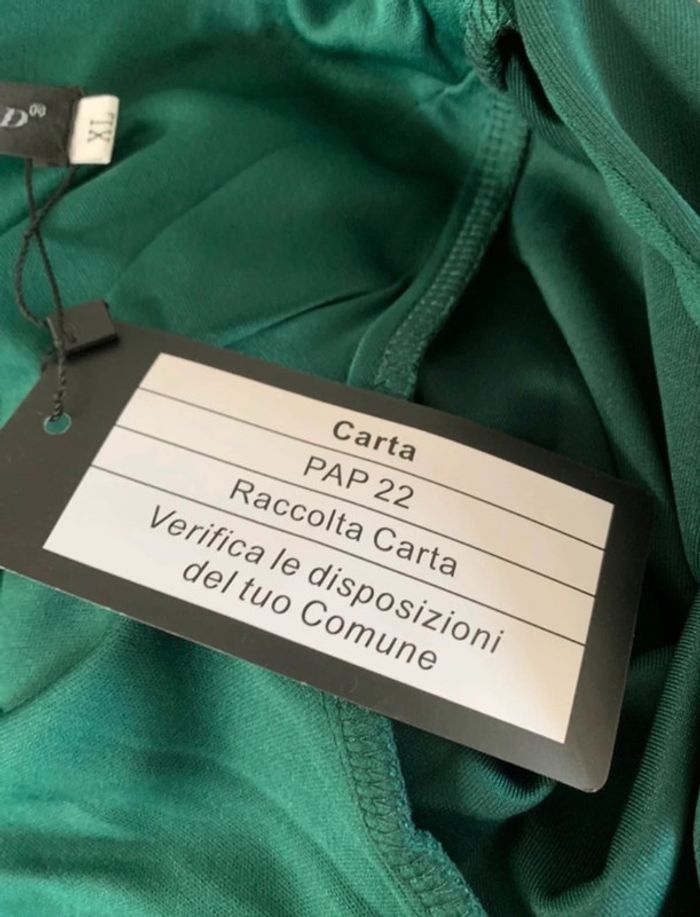 XL
Carta
PAP 22
Raccolta Carta
Verifica le disposizioni
del tuo Comune